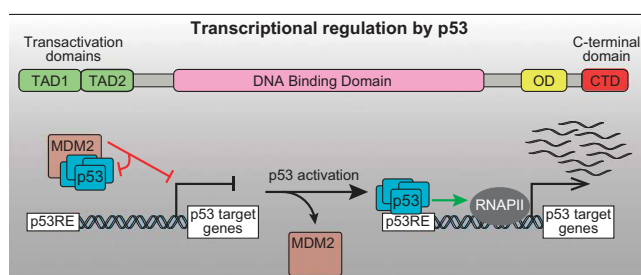 Transcriptional regulation by p53
Transactivation
domains
C-terminal
domain
TAD1
TAD2
DNA Binding Domain
OD
CTD
MDM2
p53
p53 activation
p53RE
p53 target
genes
MDM2
p53
p53RE
RNAPII
p53 target
genes